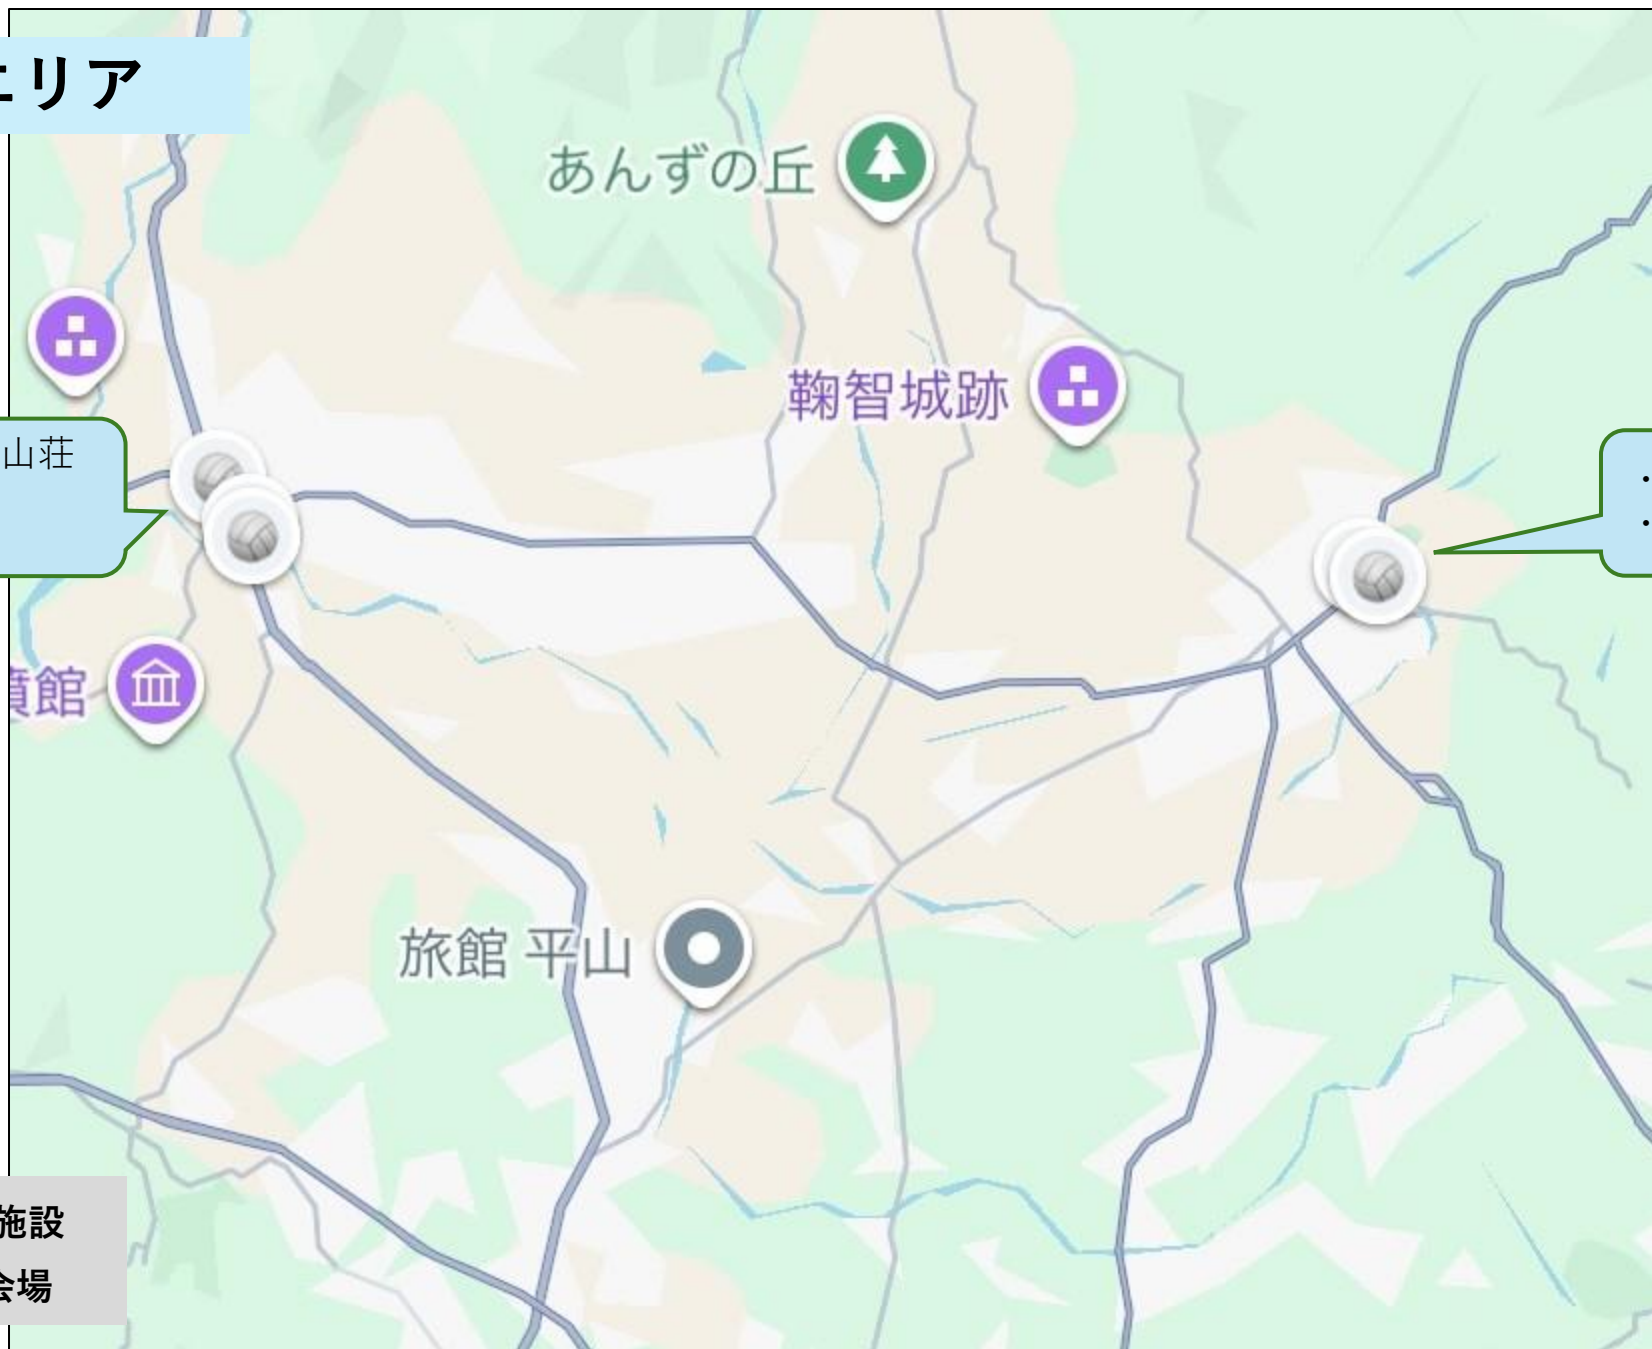 エリア
あんずの丘
鞠智城跡
山荘
・
・
墳館
旅館 平山
施設
会場